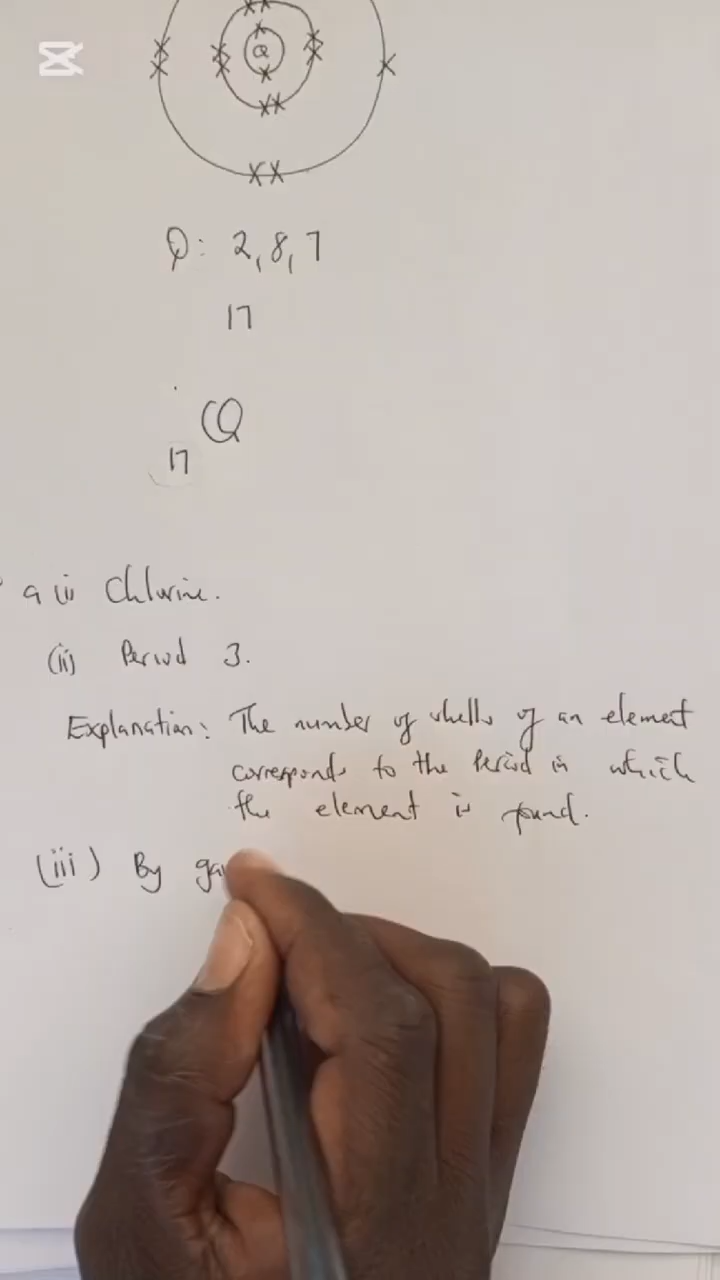 Q
Q: 2, 8, 7
17
Q
17
a (i) Chlorine.
(ii) Period 3.
Explanation: The number of shells of an element
corresponds to the Period in which
the element is found.
(iii) By